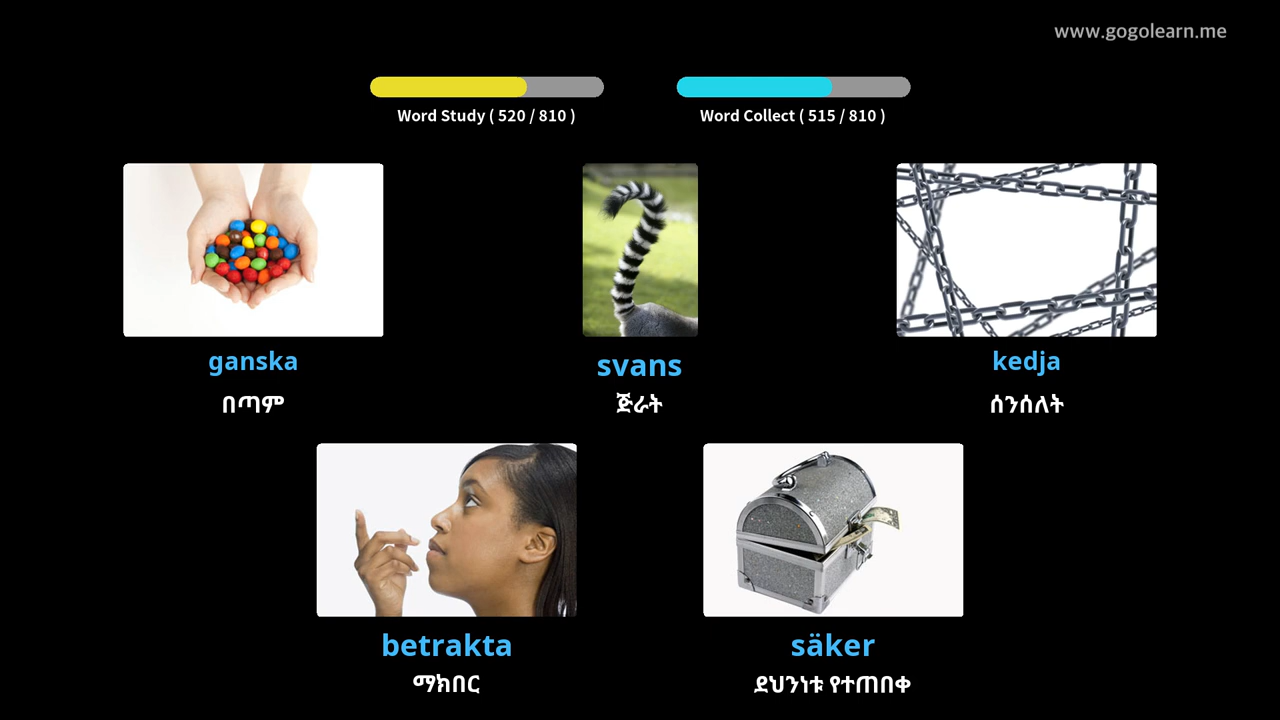 www.gogolearn.me
Word Study ( 520 / 810 )
Word Collect ( 515 / 810 )
ganska
በጣም
svans
ጅራት
kedja
ሰንሰለት
betrakta
ማክበር
säker
ደህንነቱ የተጠበቀ